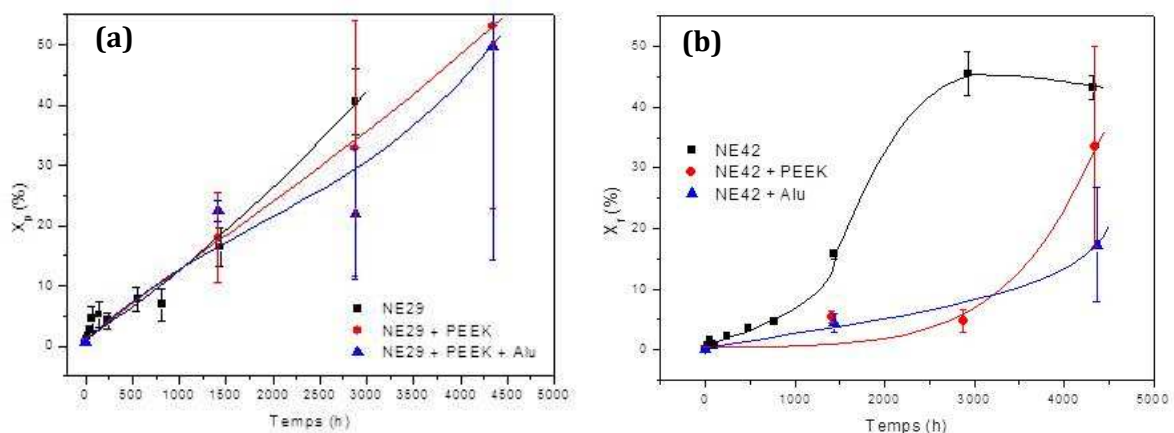 (a)
50
40
30
20
10
0
X_p (%)
NE29
NE29 + PEEK
NE29 + PEEK + Alu
0 500 1000 1500 2000 2500 3000 3500 4000 4500 5000
Temps (h)
(b)
60
50
40
30
20
10
0
X_r (%)
NE42
NE42 + PEEK
NE42 + Alu
0 1000 2000 3000 4000 5000
Temps (h)